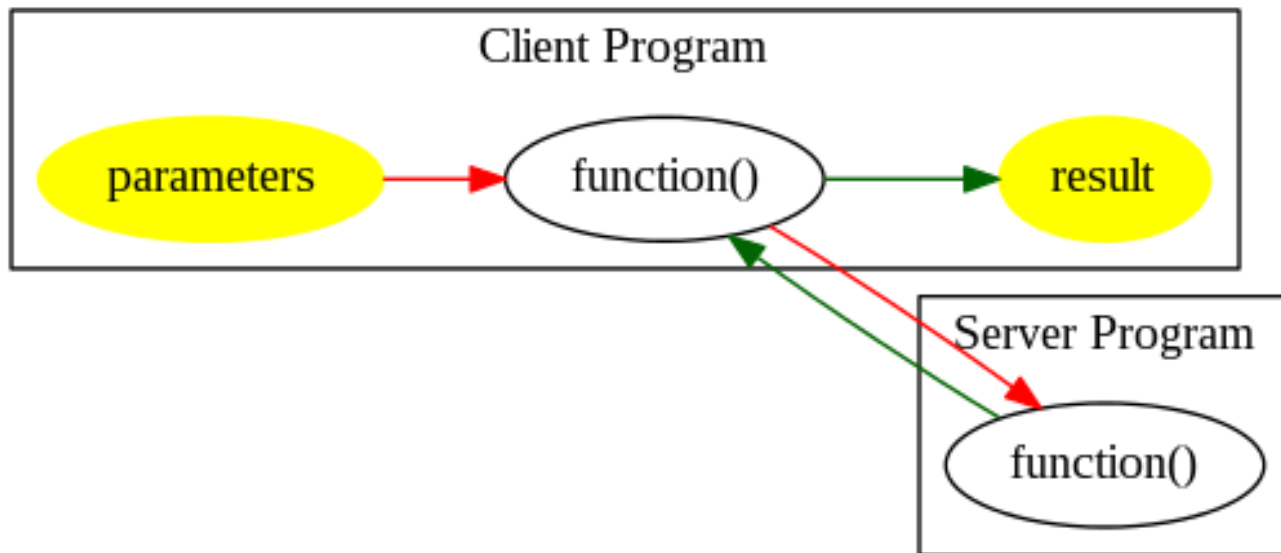 Client Program
parameters
function()
result
Server Program
function()